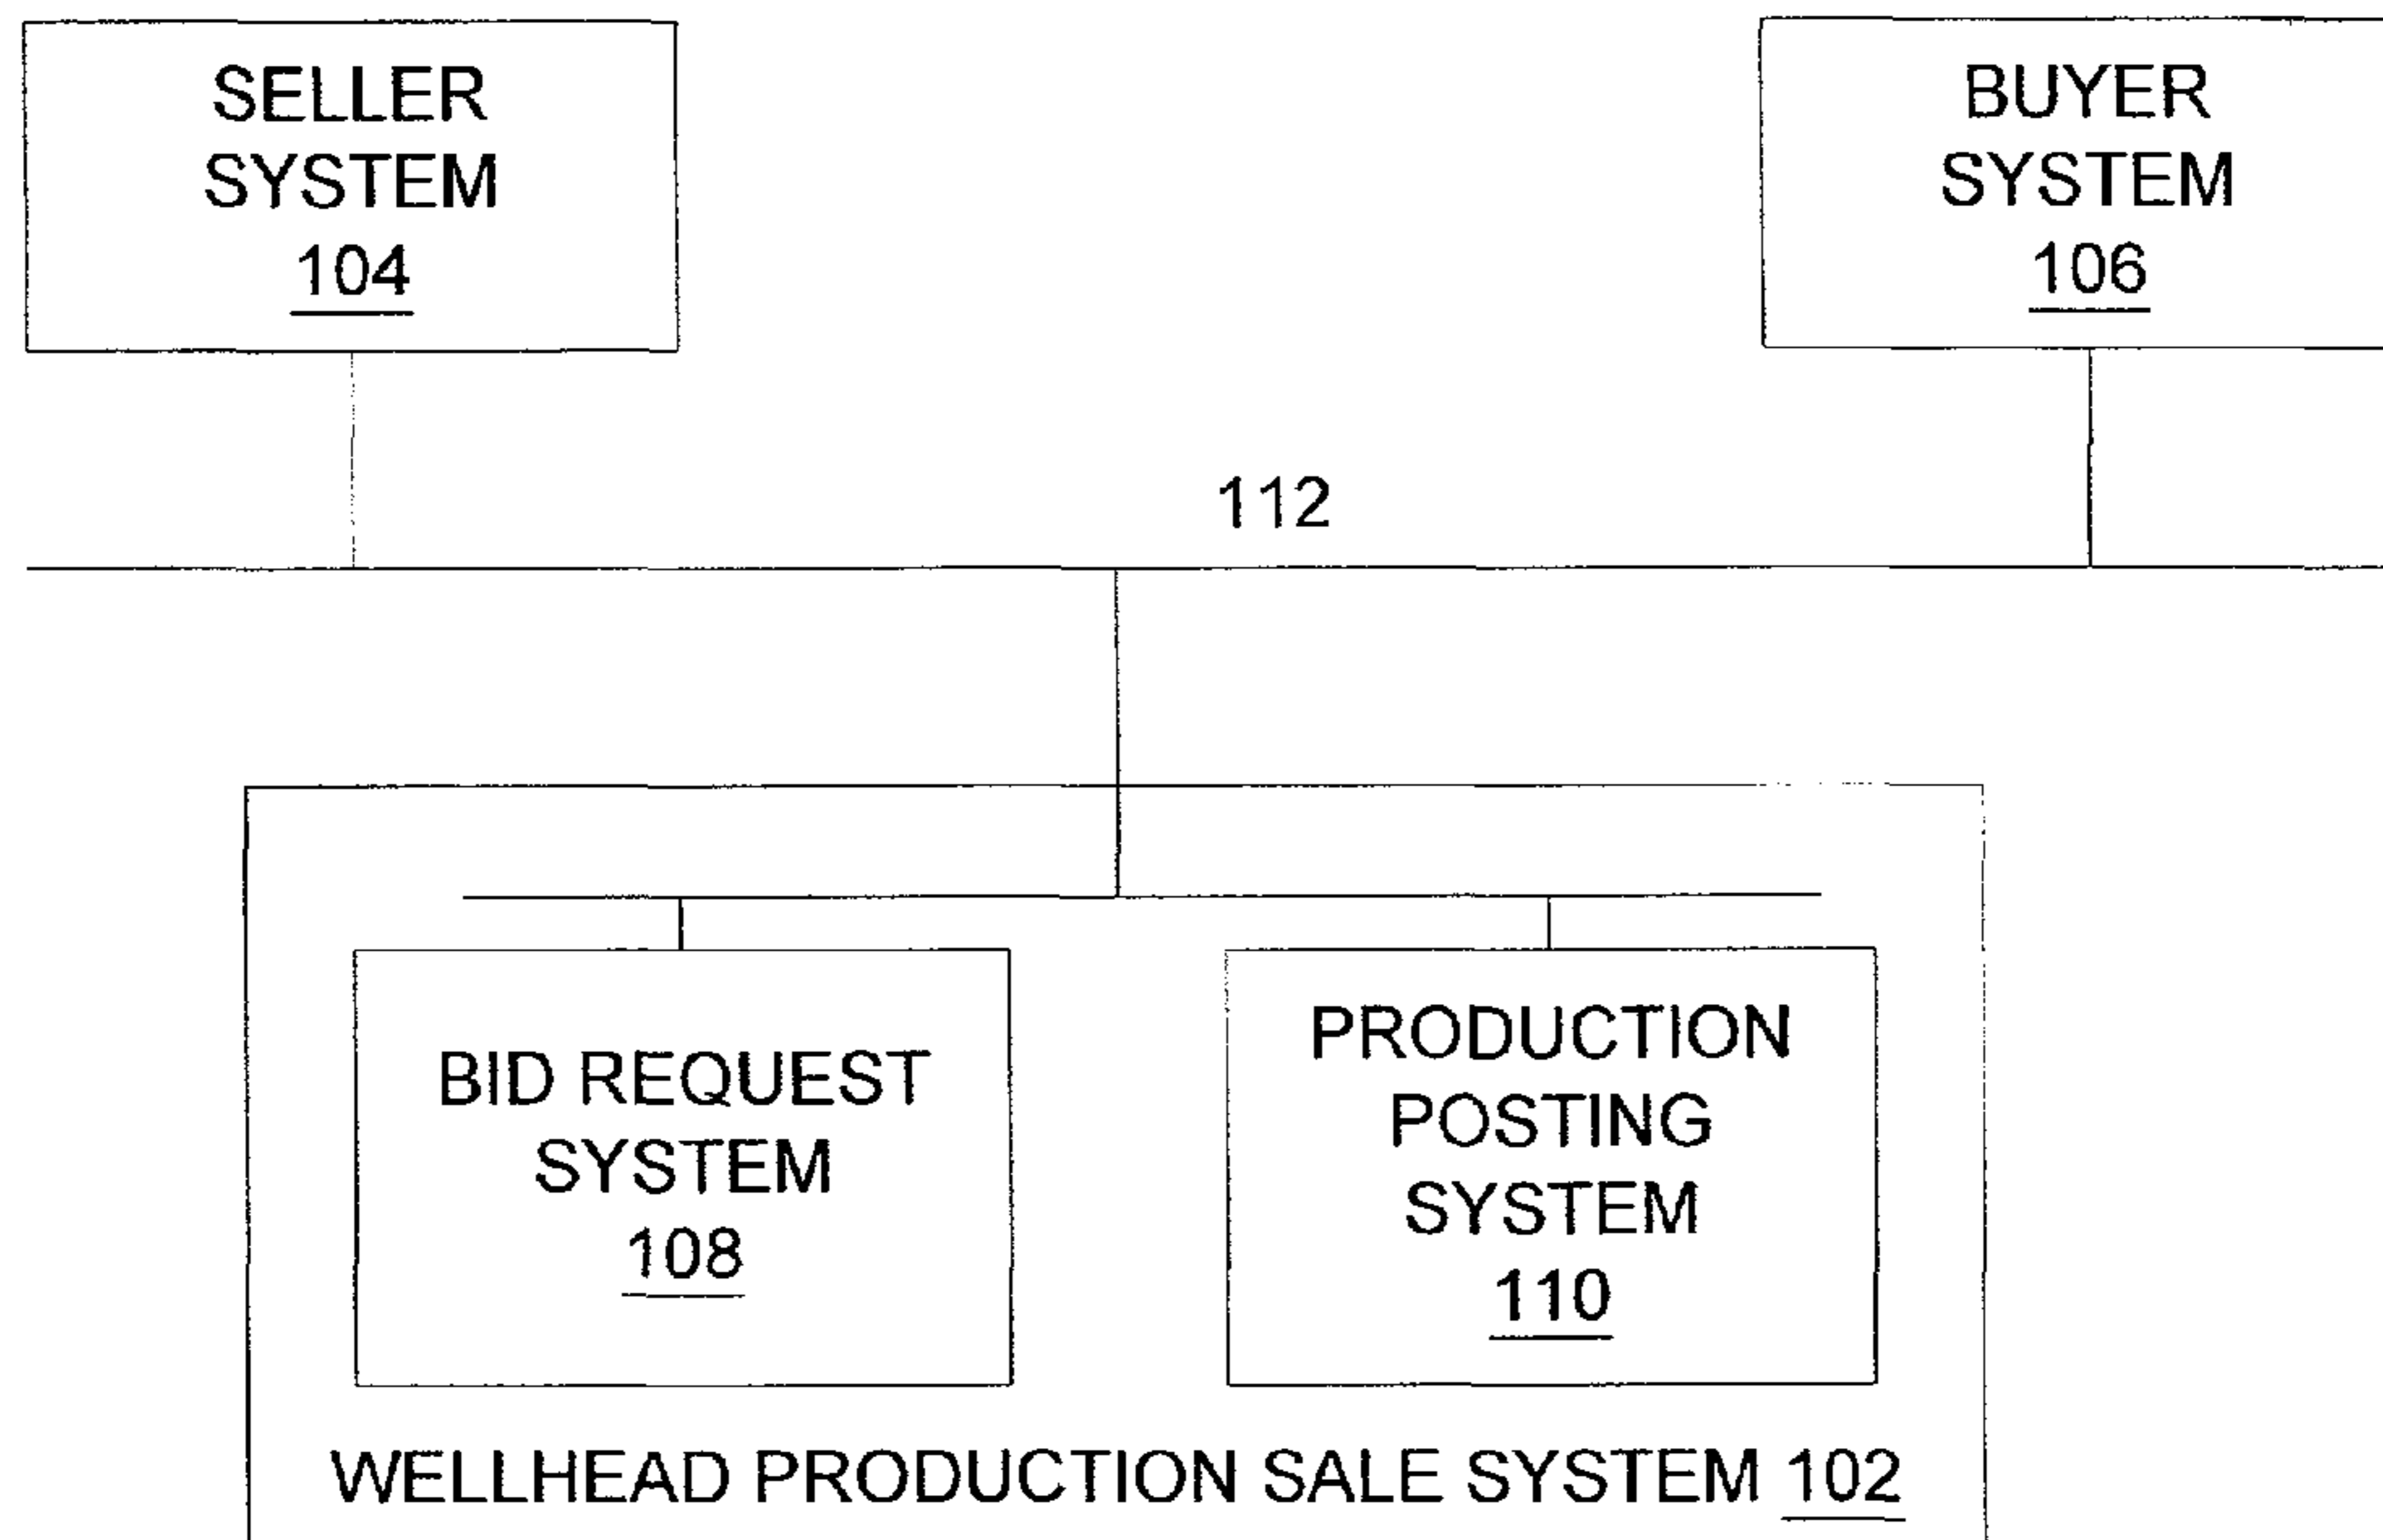 SELLER
SYSTEM
104
BUYER
SYSTEM
106
112
BID REQUEST
SYSTEM
108
PRODUCTION
POSTING
SYSTEM
110
WELLHEAD PRODUCTION SALE SYSTEM 102